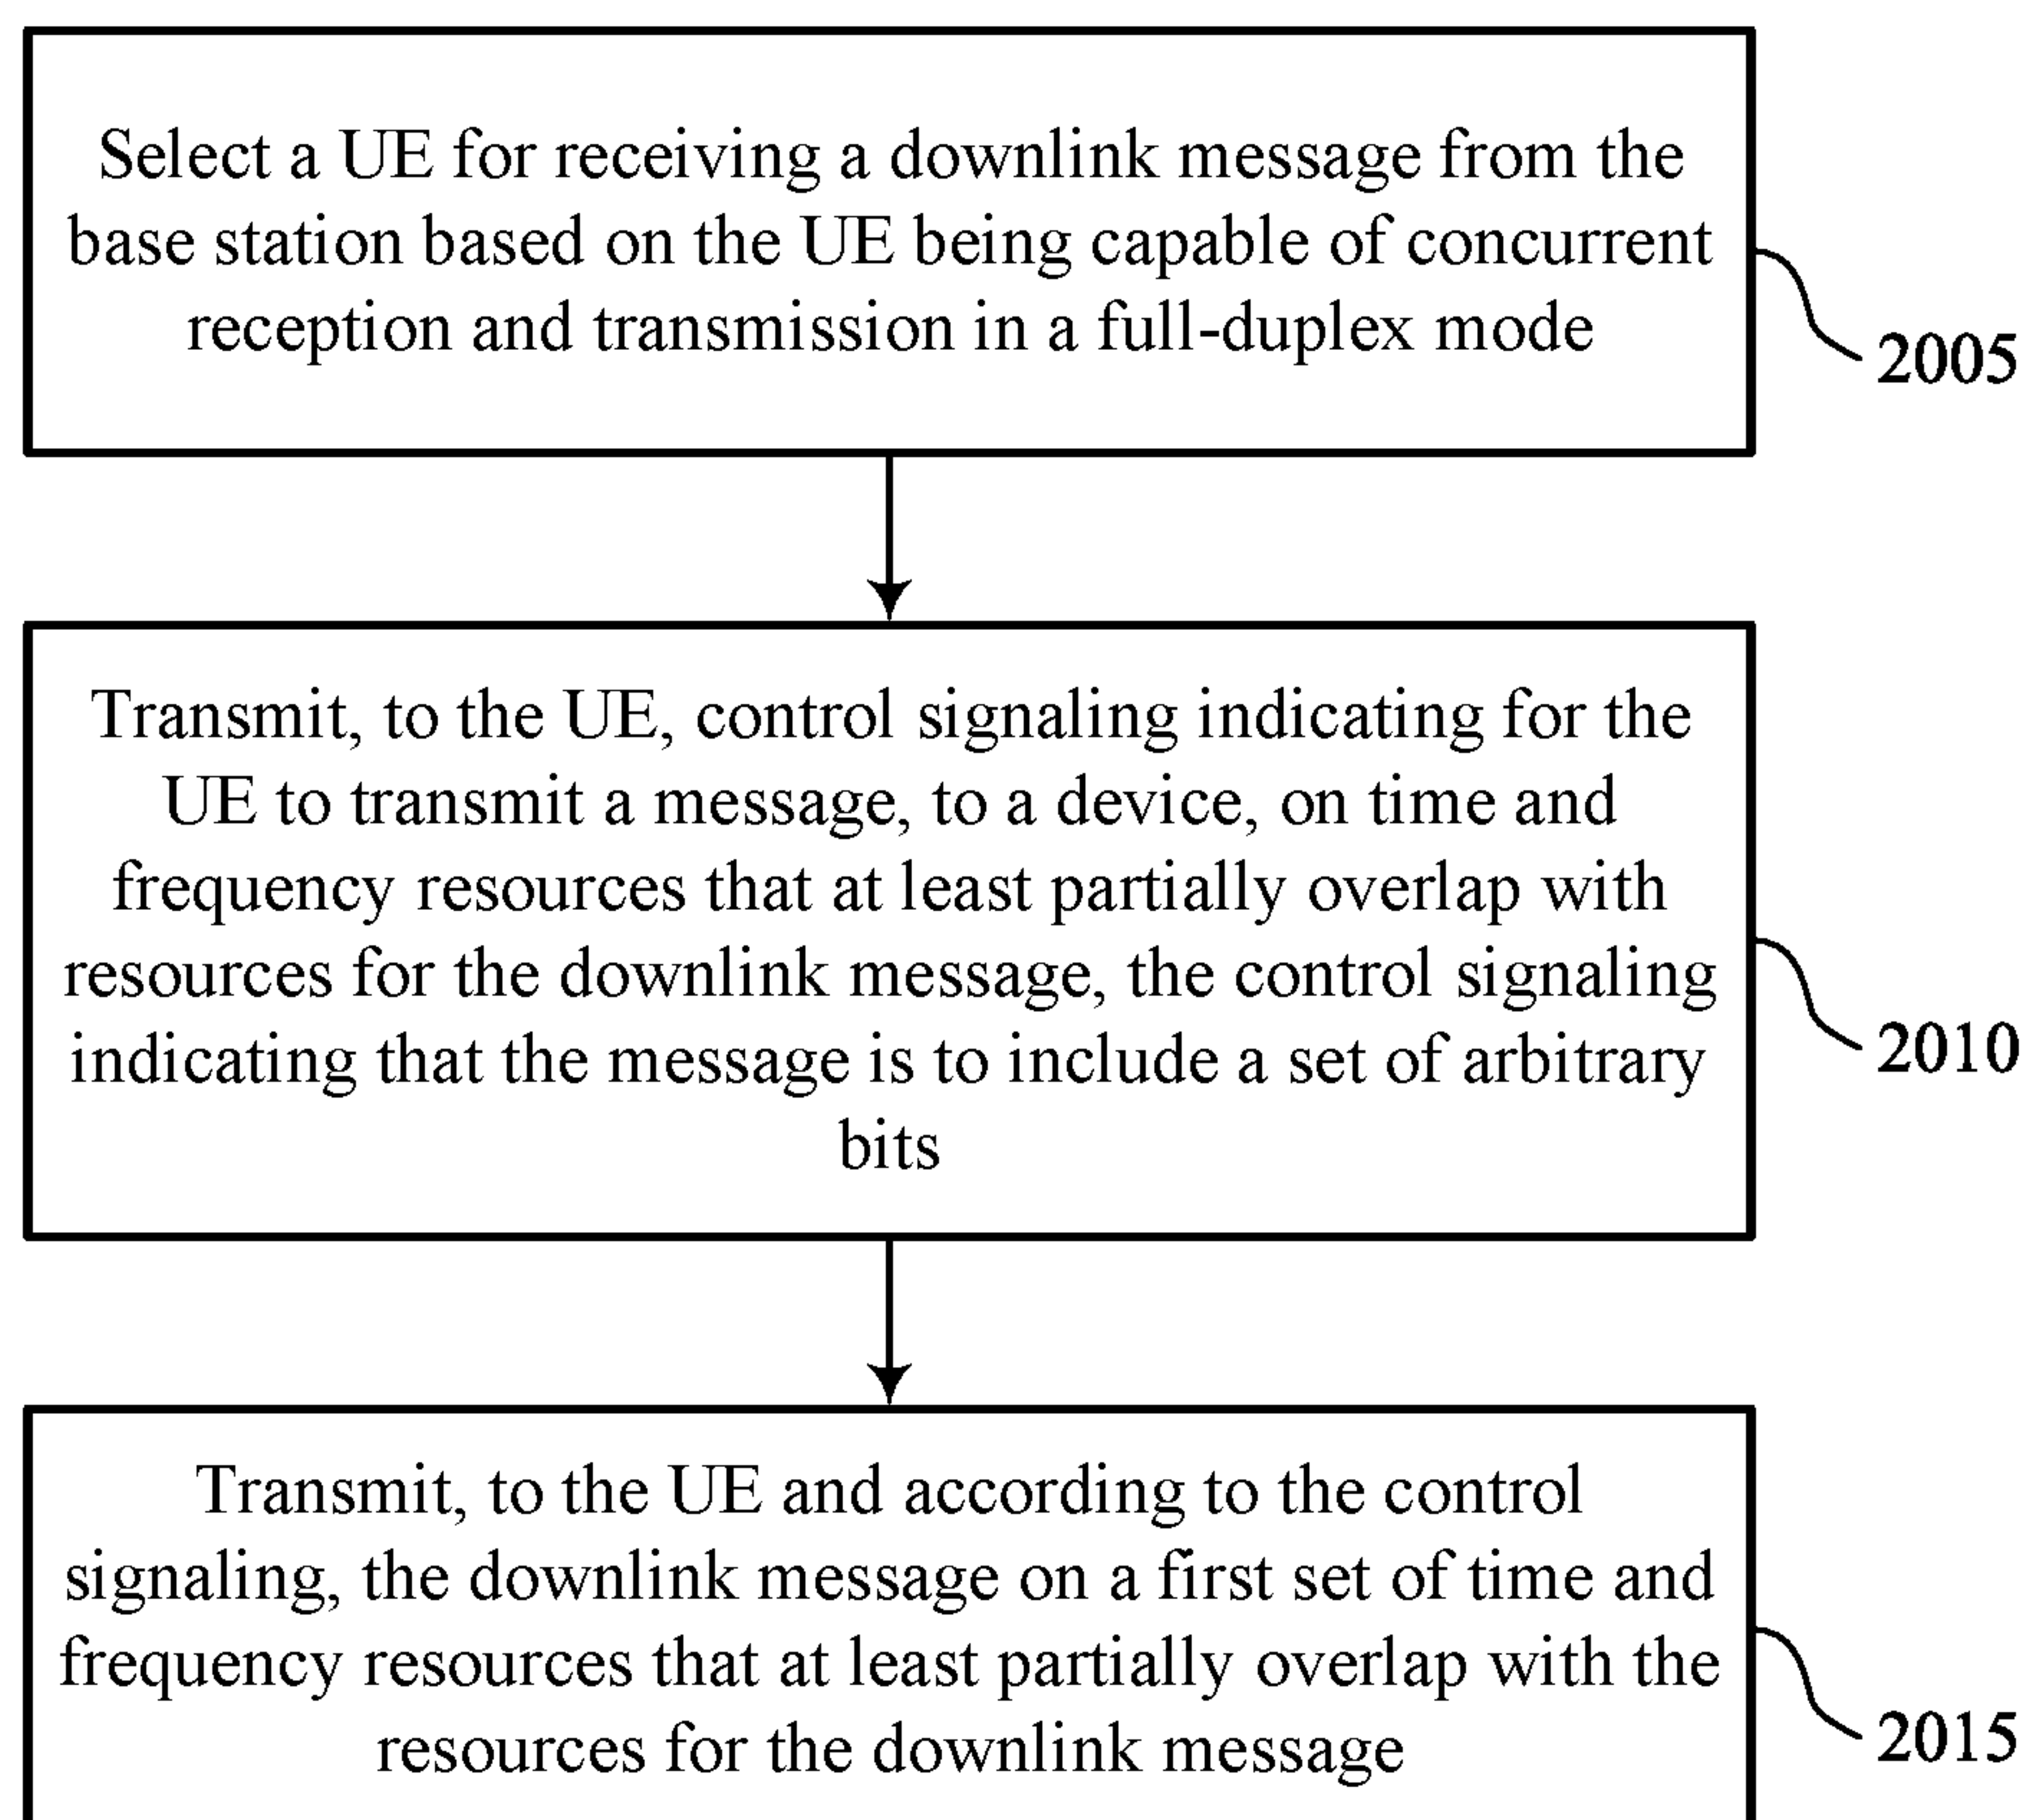 Select a UE for receiving a downlink message from the
base station based on the UE being capable of concurrent
reception and transmission in a full-duplex mode
2005
Transmit, to the UE, control signaling indicating for the
UE to transmit a message, to a device, on time and
frequency resources that at least partially overlap with
resources for the downlink message, the control signaling
indicating that the message is to include a set of arbitrary
bits
2010
Transmit, to the UE and according to the control
signaling, the downlink message on a first set of time and
frequency resources that at least partially overlap with the
resources for the downlink message
2015